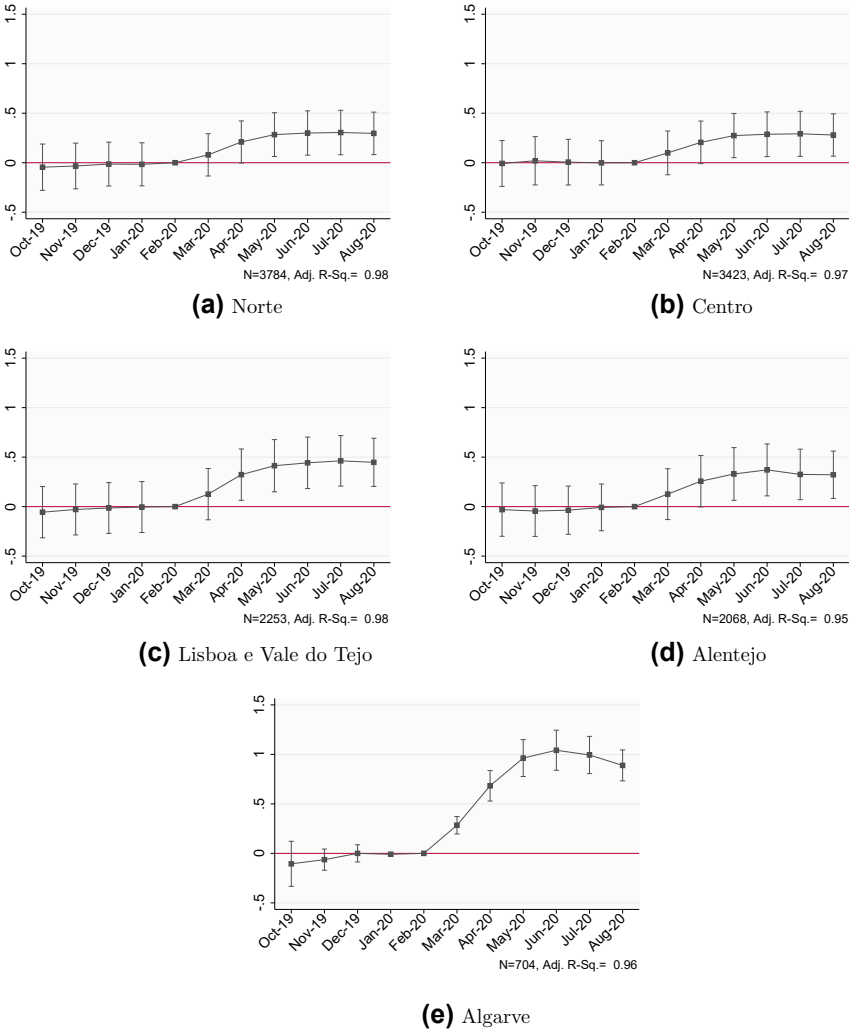 1.5
1
.5
0
-.5
Oct-19 Nov-19 Dec-19 Jan-20 Feb-20 Mar-20 Apr-20 May-20 Jun-20 Jul-20 Aug-20
N=3784, Adj. R-Sq.= 0.98
(a) Norte
1.5
1
.5
0
-.5
Oct-19 Nov-19 Dec-19 Jan-20 Feb-20 Mar-20 Apr-20 May-20 Jun-20 Jul-20 Aug-20
N=3423, Adj. R-Sq.= 0.97
(b) Centro
1.5
1
.5
0
-.5
Oct-19 Nov-19 Dec-19 Jan-20 Feb-20 Mar-20 Apr-20 May-20 Jun-20 Jul-20 Aug-20
N=2253, Adj. R-Sq.= 0.98
(c) Lisboa e Vale do Tejo
1.5
1
.5
0
-.5
Oct-19 Nov-19 Dec-19 Jan-20 Feb-20 Mar-20 Apr-20 May-20 Jun-20 Jul-20 Aug-20
N=2068, Adj. R-Sq.= 0.95
(d) Alentejo
1.5
1
.5
0
-.5
Oct-19 Nov-19 Dec-19 Jan-20 Feb-20 Mar-20 Apr-20 May-20 Jun-20 Jul-20 Aug-20
N=704, Adj. R-Sq.= 0.96
(e) Algarve